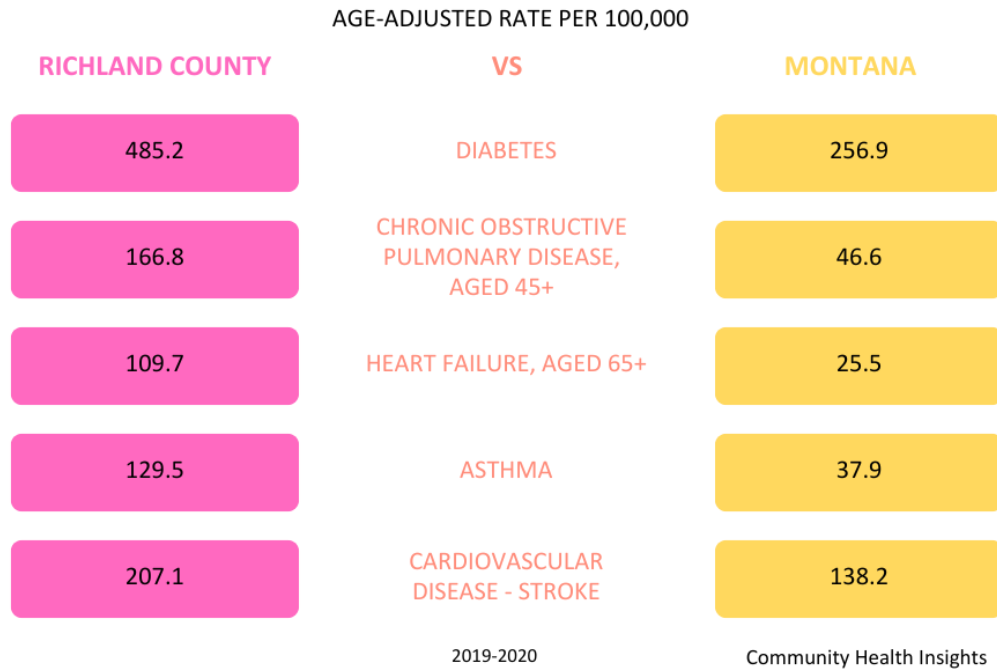 AGE-ADJUSTED RATE PER 100,000
RICHLAND COUNTY VS MONTANA
485.2 DIABETES 256.9
CHRONIC OBSTRUCTIVE
PULMONARY DISEASE,
AGED 45+
166.8 46.6
109.7 HEART FAILURE, AGED 65+ 25.5
129.5 ASTHMA 37.9
CARDIOVASCULAR
DISEASE - STROKE
207.1 138.2
2019-2020 Community Health Insights